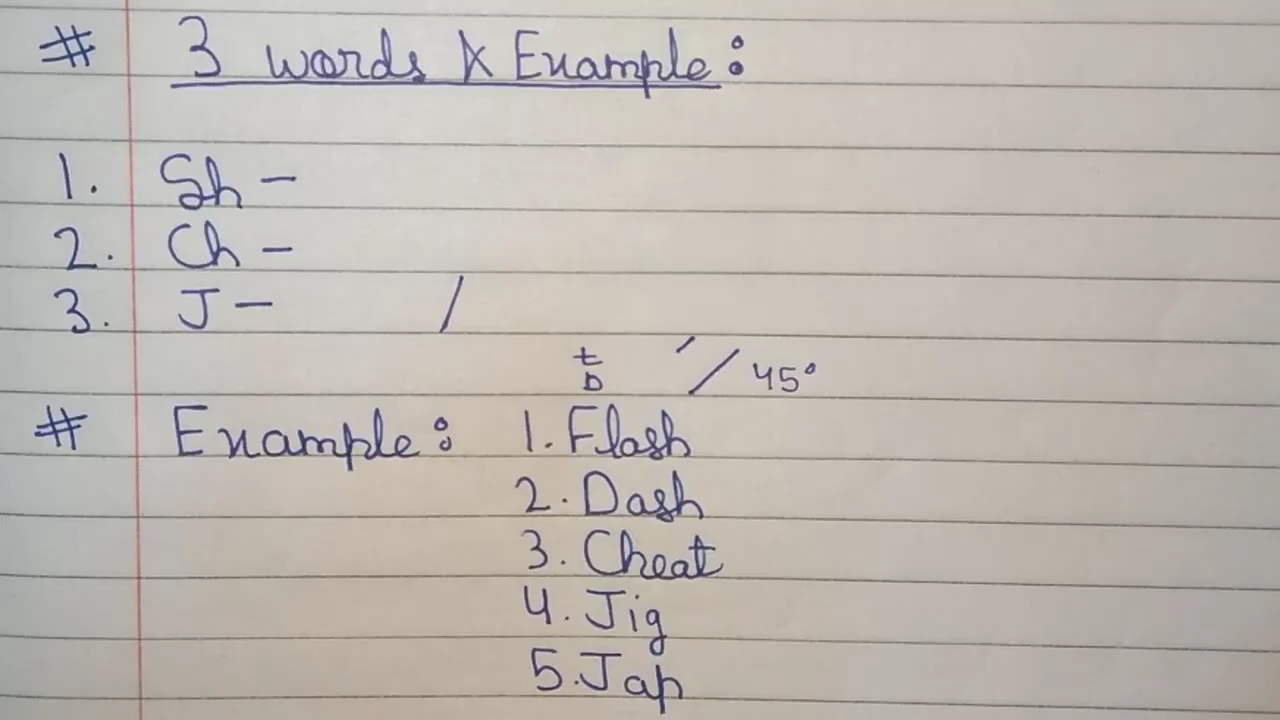 # 3 words & Example:
1. Sh -
2. Ch -
3. J - /
t
D / / 45°
# Example: 1. Flash
2. Dash
3. Cheat
4. Jig
5. Jap